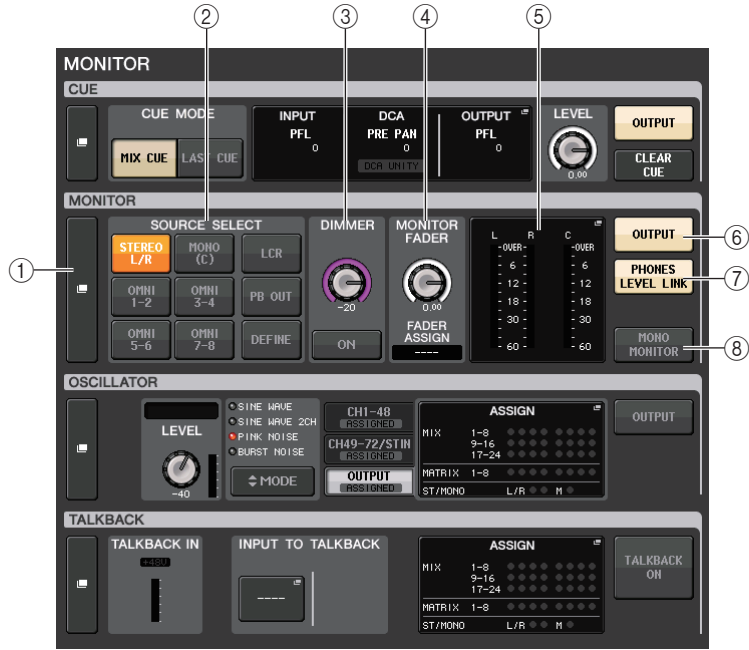 ② ③ ④ ⑤
MONITOR
CUE
CUE MODE
MIX CUE LAST CUE
INPUT DCA OUTPUT
PFL PRE PAN PFL
0 0 0
DCA UNITY
LEVEL
0.00
OUTPUT
CLEAR CUE
MONITOR
①
SOURCE SELECT
STEREO L/R MONO (C) LCR
OMNI 1-2 OMNI 3-4 PB OUT
OMNI 5-6 OMNI 7-8 DEFINE
DIMMER
-20
ON
MONITOR FADER
0.00
FADER ASSIGN
----
L R C
-OVER- -OVER
6 6
12 12
18 18
30 30
60 60
OUTPUT
⑥
PHONES LEVEL LINK
⑦
MONO MONITOR
⑧
OSCILLATOR
LEVEL
-40
SINE WAVE
SINE WAVE 2CH
PINK NOISE
BURST NOISE
MODE
CH1-48
ASSIGNED
CH49-72/STIN
ASSIGNED
OUTPUT
ASSIGNED
ASSIGN
MIX 1-8
9-16
17-24
MATRIX 1-8
ST/MONO L/R M
OUTPUT
TALKBACK
TALKBACK IN
+48V
INPUT TO TALKBACK
----
ASSIGN
MIX 1-8
9-16
17-24
MATRIX 1-8
ST/MONO L/R M
TALKBACK ON